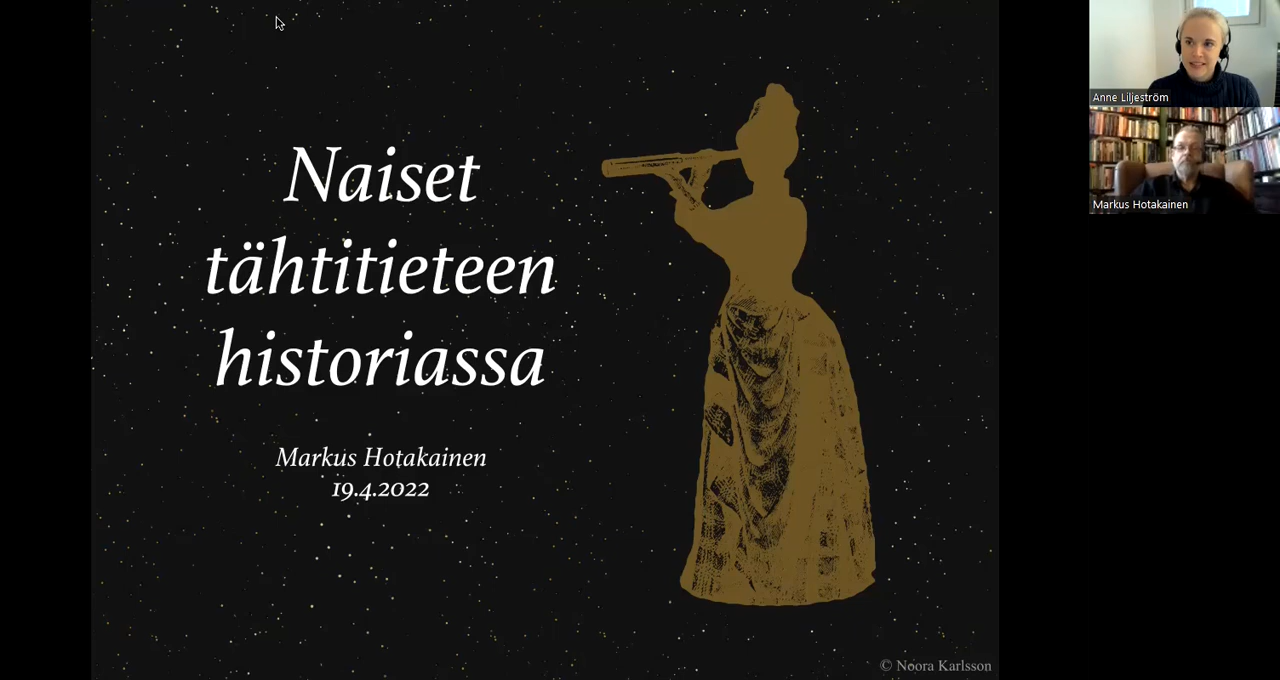 Naiset
tähtitieteen
historiassa
Markus Hotakainen
19.4.2022
© Noora Karlsson
Anne Liljeström
Markus Hotakainen